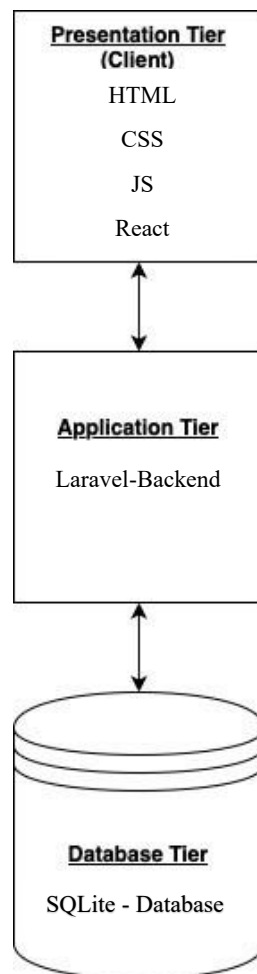 Presentation Tier
(Client)
HTML
CSS
JS
React
Application Tier
Laravel-Backend
Database Tier
SQLite - Database